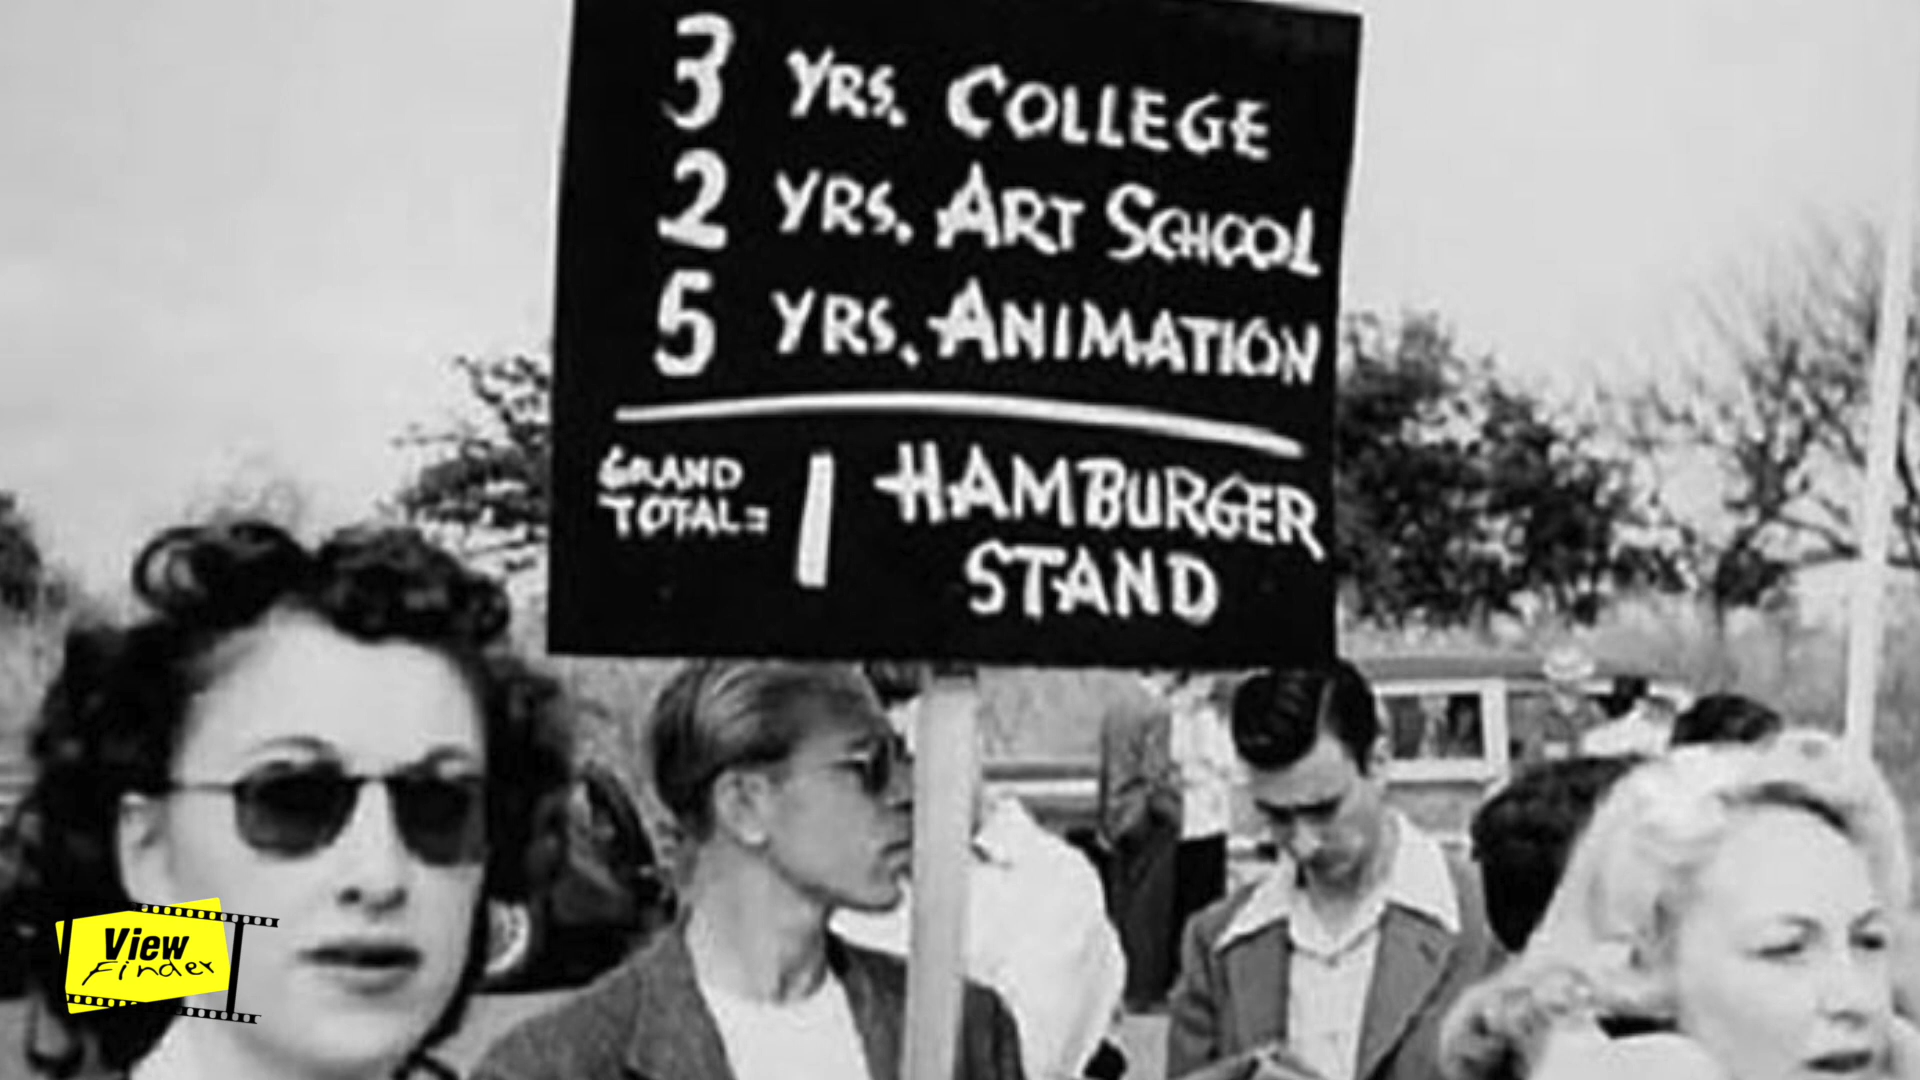 3 YRS. COLLEGE
2 YRS. ART SCHOOL
5 YRS. ANIMATION
GRAND TOTAL = 1 HAMBURGER STAND
View
Finder